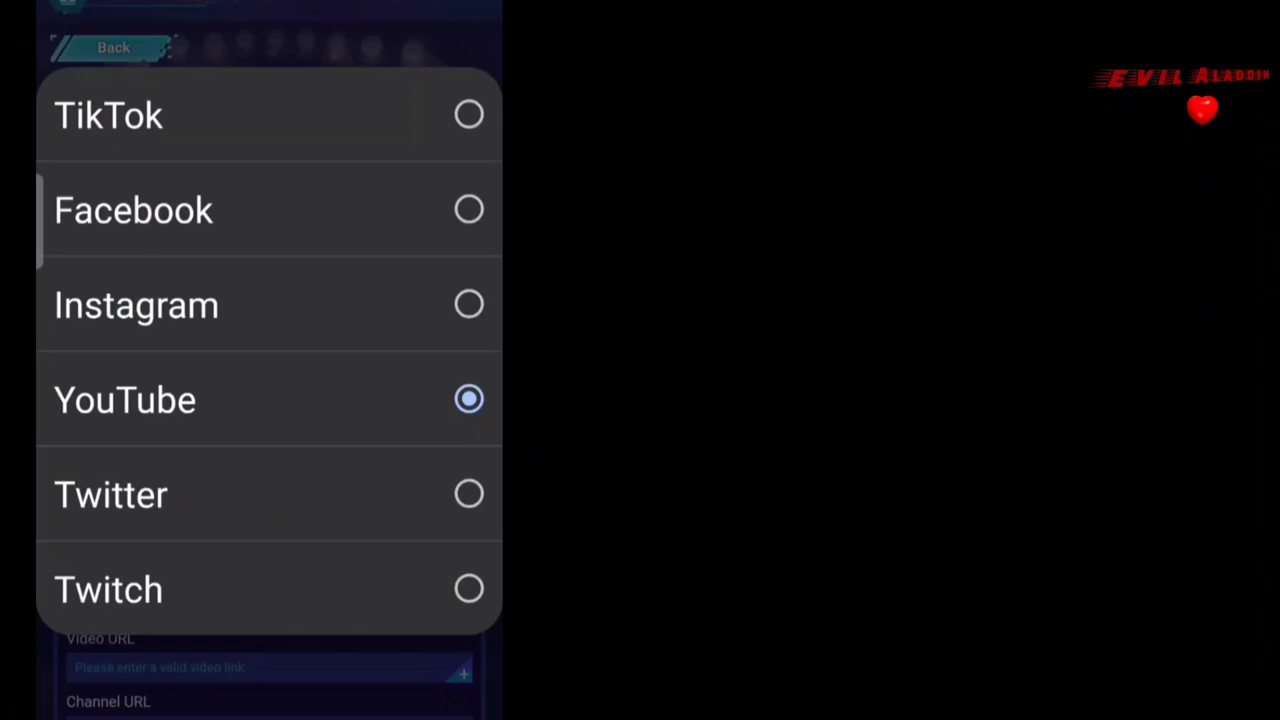 Back
EVIL ALADDIN
TikTok
Facebook
Instagram
YouTube
Twitter
Twitch
Video URL
Please enter a valid video link
+
Channel URL